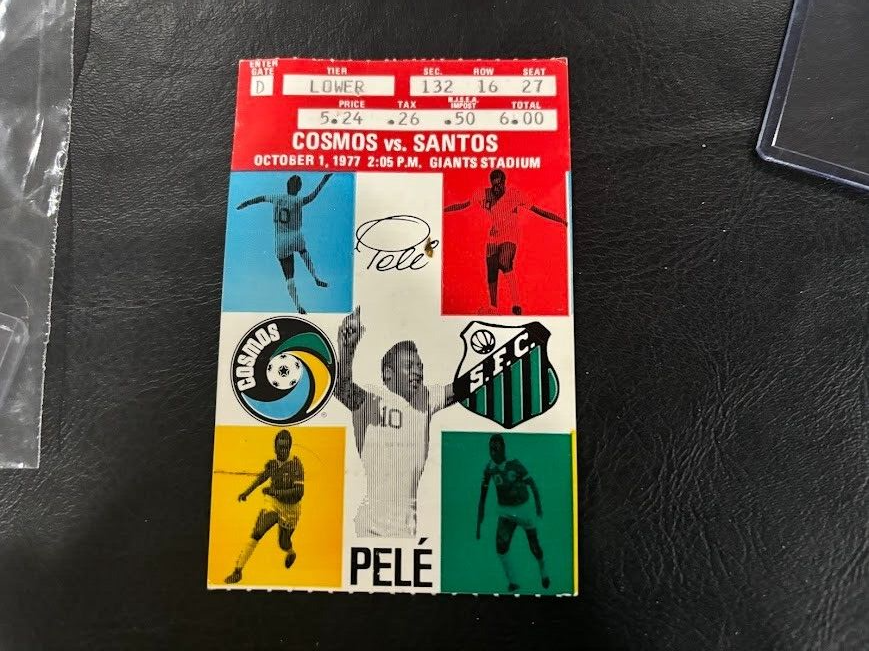 ENTER
GATE
D
TIER
LOWER
SEC. ROW SEAT
132 16 27
PRICE TAX N.J.S.E.A. IMPOST TOTAL
5.24 .26 .50 6.00
COSMOS vs. SANTOS
OCTOBER 1, 1977 2:05 P.M. GIANTS STADIUM
10
Pelé
COSMOS
®
S.F.C.
10
PELÉ